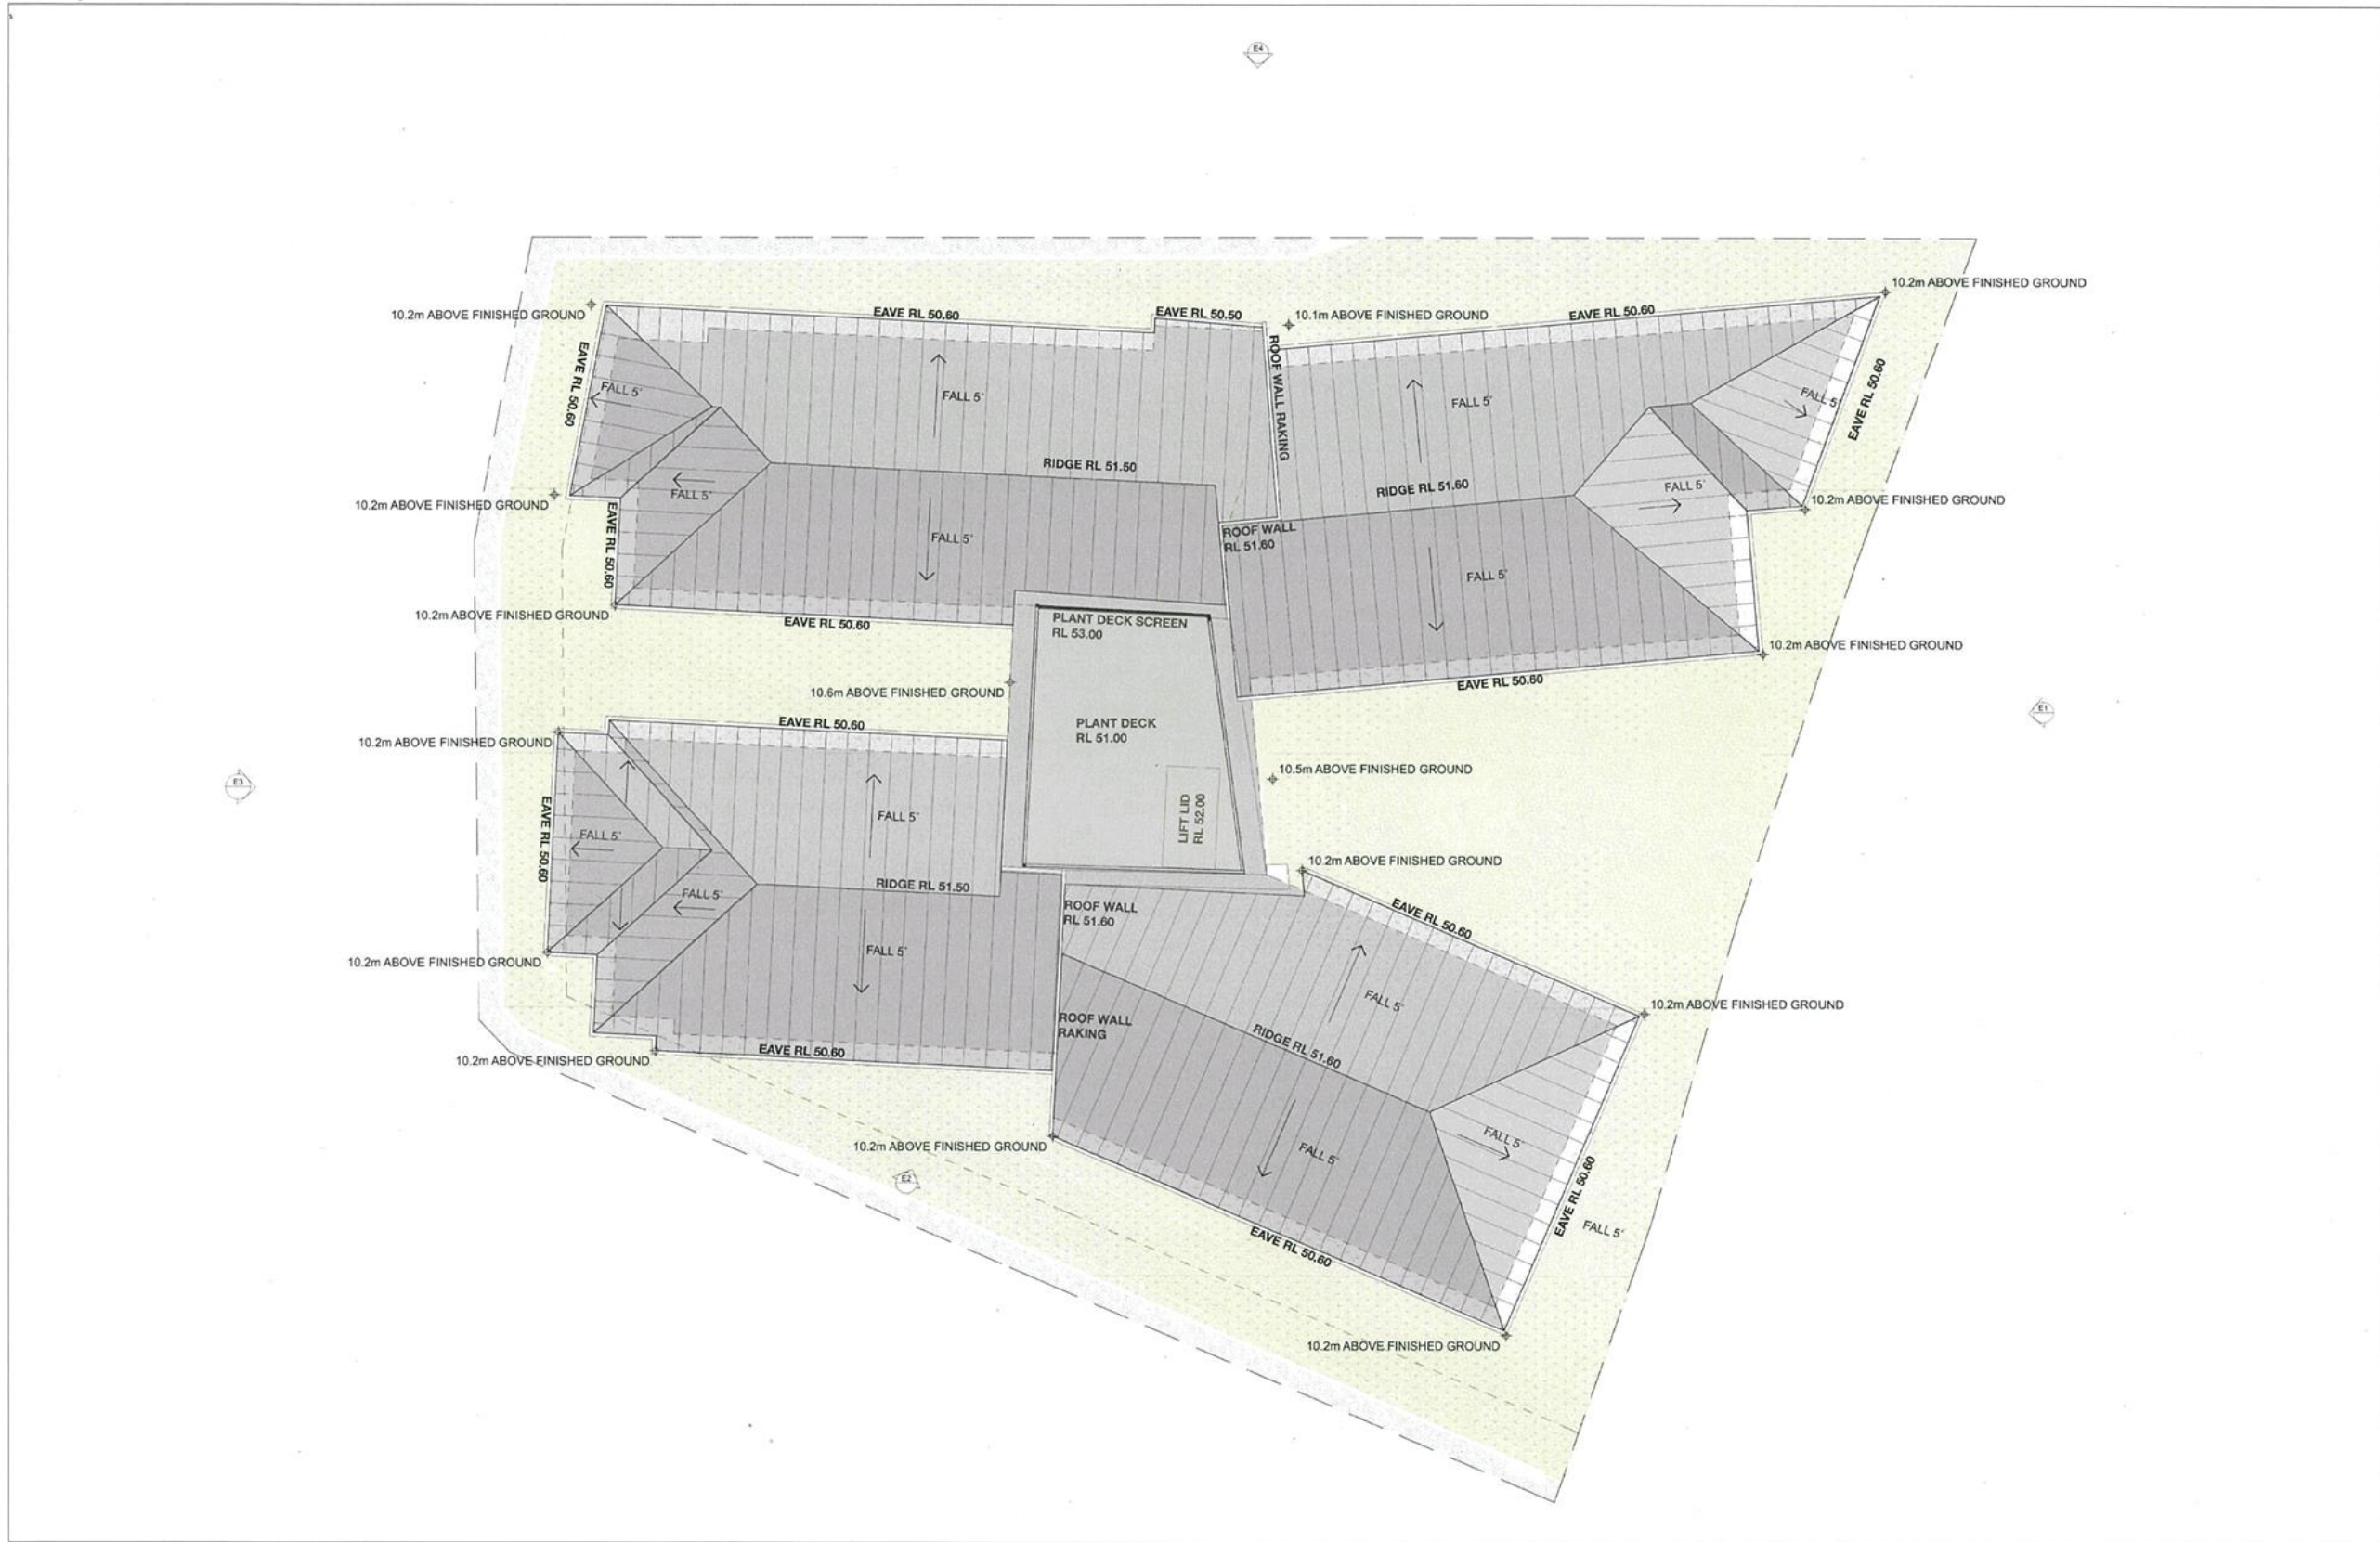 E4
10.2m ABOVE FINISHED GROUND
10.2m ABOVE FINISHED GROUND
EAVE RL 50.60
EAVE RL 50.50
10.1m ABOVE FINISHED GROUND
EAVE RL 50.60
EAVE RL 50.60
FALL 5°
FALL 5°
ROOF WALL RAKING
FALL 5°
FALL 5°
EAVE RL 50.60
RIDGE RL 51.50
RIDGE RL 51.60
FALL 5°
FALL 5°
10.2m ABOVE FINISHED GROUND
10.2m ABOVE FINISHED GROUND
EAVE RL 50.60
FALL 5°
ROOF WALL
RL 51.60
FALL 5°
10.2m ABOVE FINISHED GROUND
EAVE RL 50.60
PLANT DECK SCREEN
RL 53.00
10.2m ABOVE FINISHED GROUND
EAVE RL 50.60
10.6m ABOVE FINISHED GROUND
E1
10.2m ABOVE FINISHED GROUND
EAVE RL 50.60
PLANT DECK
RL 51.00
10.5m ABOVE FINISHED GROUND
E3
EAVE RL 50.60
FALL 5°
FALL 5°
LIFT LID
RL 52.00
10.2m ABOVE FINISHED GROUND
FALL 5°
RIDGE RL 51.50
ROOF WALL
RL 51.60
EAVE RL 50.60
10.2m ABOVE FINISHED GROUND
FALL 5°
FALL 5°
10.2m ABOVE FINISHED GROUND
ROOF WALL
RAKING
RIDGE RL 51.60
10.2m ABOVE FINISHED GROUND
EAVE RL 50.60
10.2m ABOVE FINISHED GROUND
FALL 5°
FALL 5°
E2
EAVE RL 50.60
EAVE RL 50.60
FALL 5°
10.2m ABOVE FINISHED GROUND